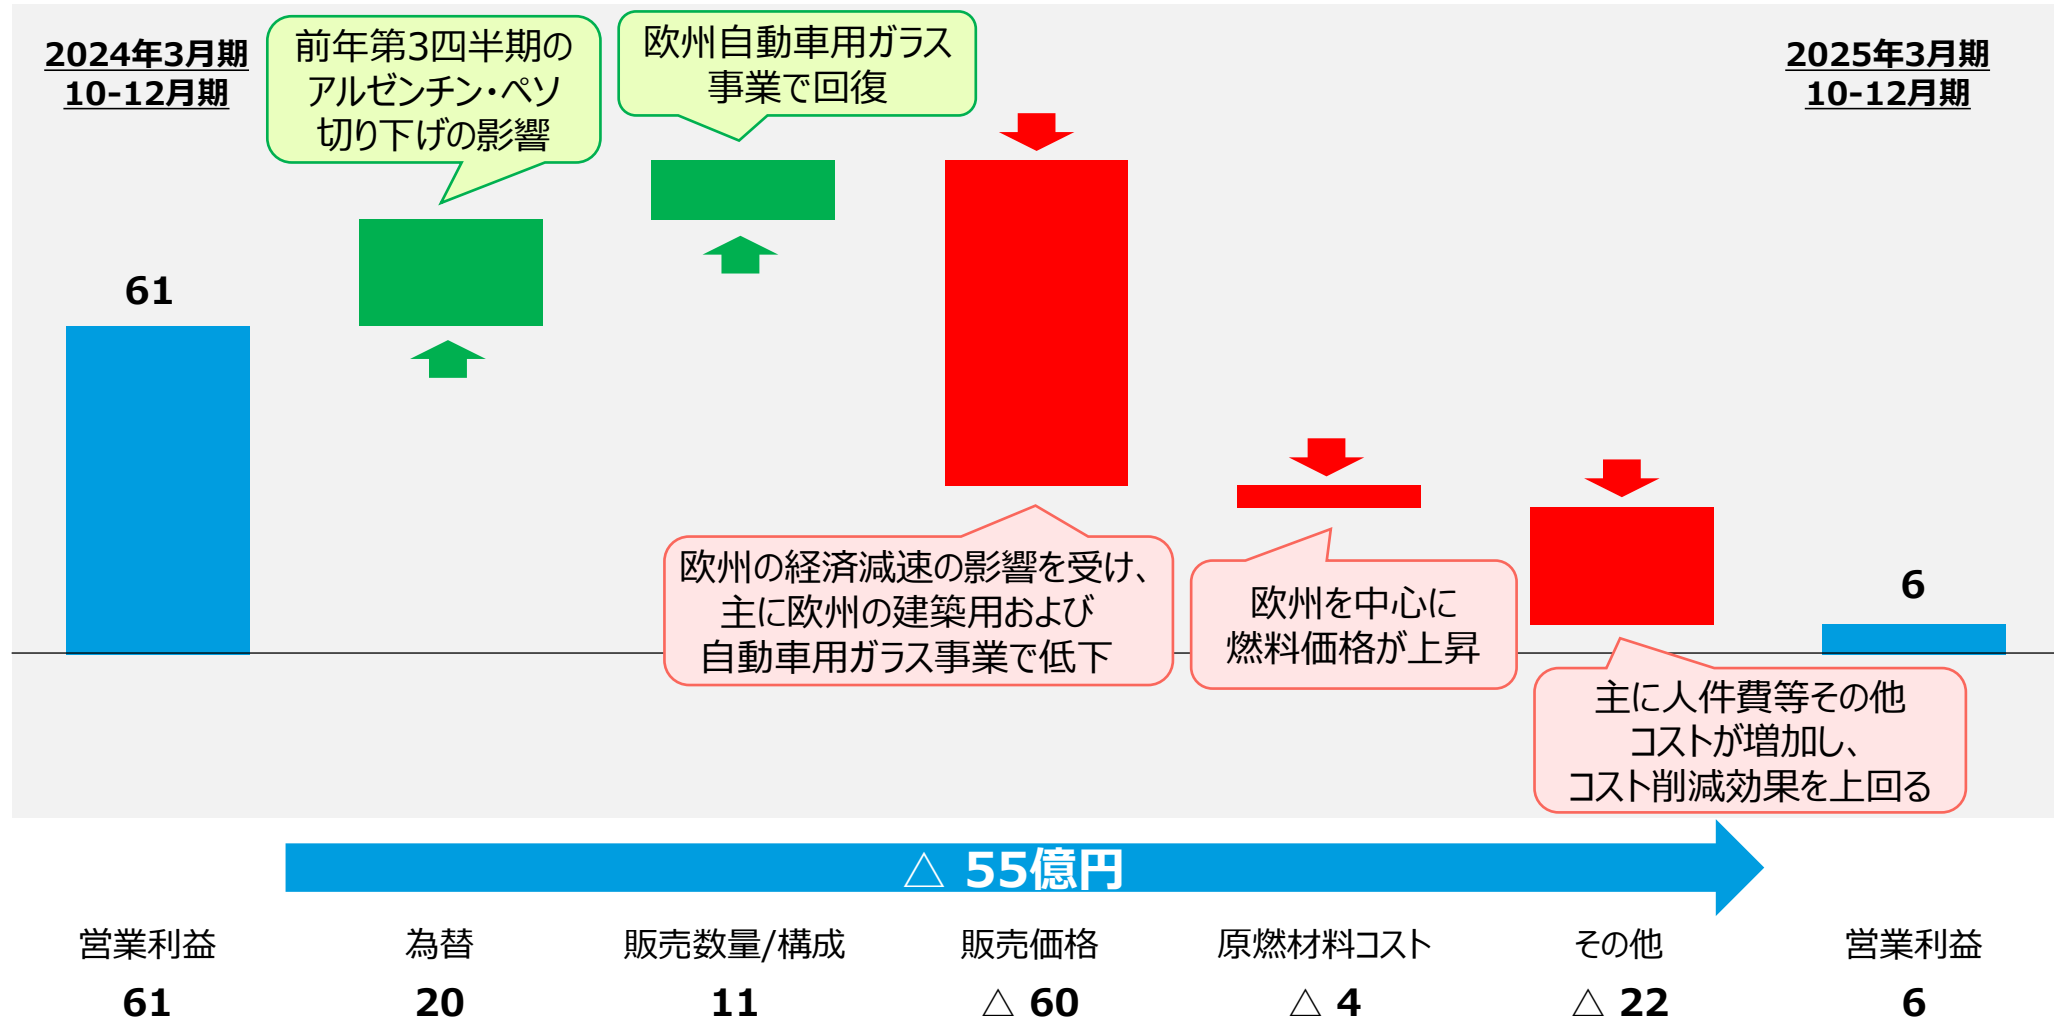 2024年3月期
10-12月期
前年第3四半期の
アルゼンチン・ペソ
切り下げの影響
欧州自動車用ガラス
事業で回復
2025年3月期
10-12月期
61
欧州の経済減速の影響を受け、
主に欧州の建築用および
自動車用ガラス事業で低下
欧州を中心に
燃料価格が上昇
6
主に人件費等その他
コストが増加し、
コスト削減効果を上回る
△ 55億円
営業利益 為替 販売数量/構成 販売価格 原燃材料コスト その他 営業利益
61 20 11 △ 60 △ 4 △ 22 6